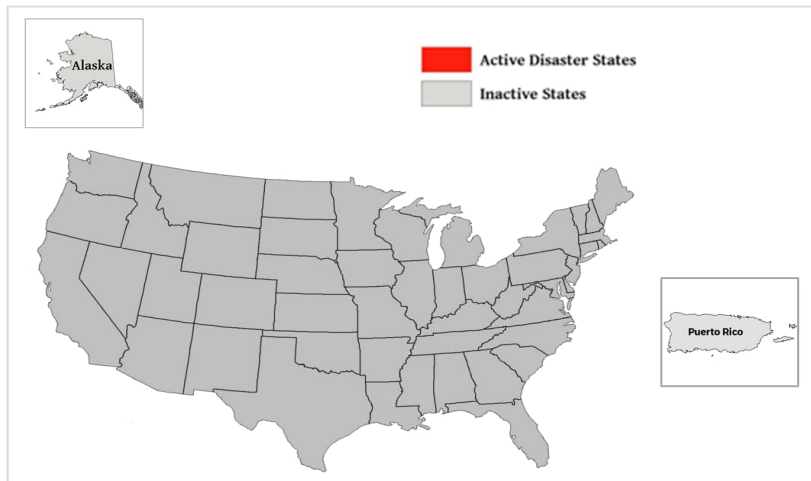 Alaska
Active Disaster States
Inactive States
Puerto Rico